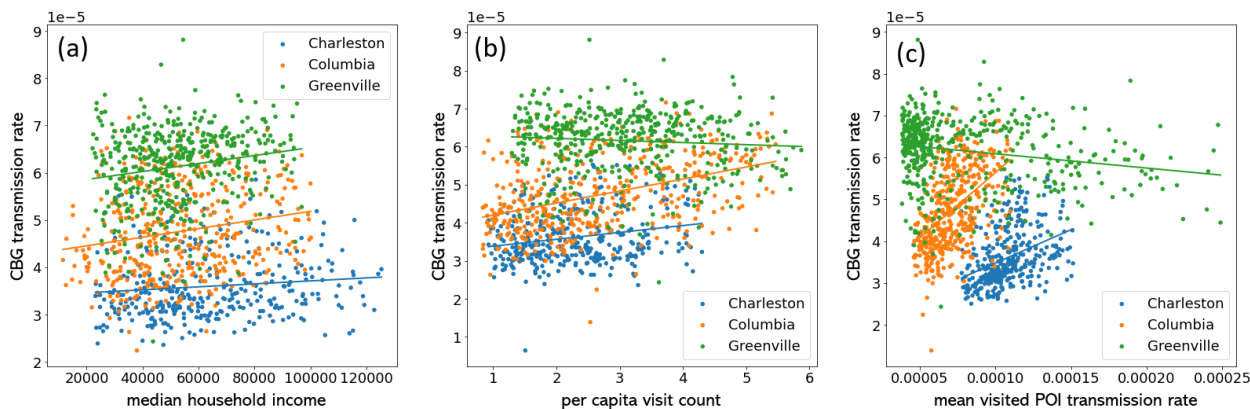 1e−5
(a)
Charleston
Columbia
Greenville
CBG transmission rate
9
8
7
6
5
4
3
2
20000 40000 60000 80000 100000 120000
median household income
1e−5
(b)
CBG transmission rate
9
8
7
6
5
4
3
2
1
Charleston
Columbia
Greenville
1 2 3 4 5 6
per capita visit count
1e−5
(c)
CBG transmission rate
9
8
7
6
5
4
3
2
Charleston
Columbia
Greenville
0.00005 0.00010 0.00015 0.00020 0.00025
mean visited POI transmission rate